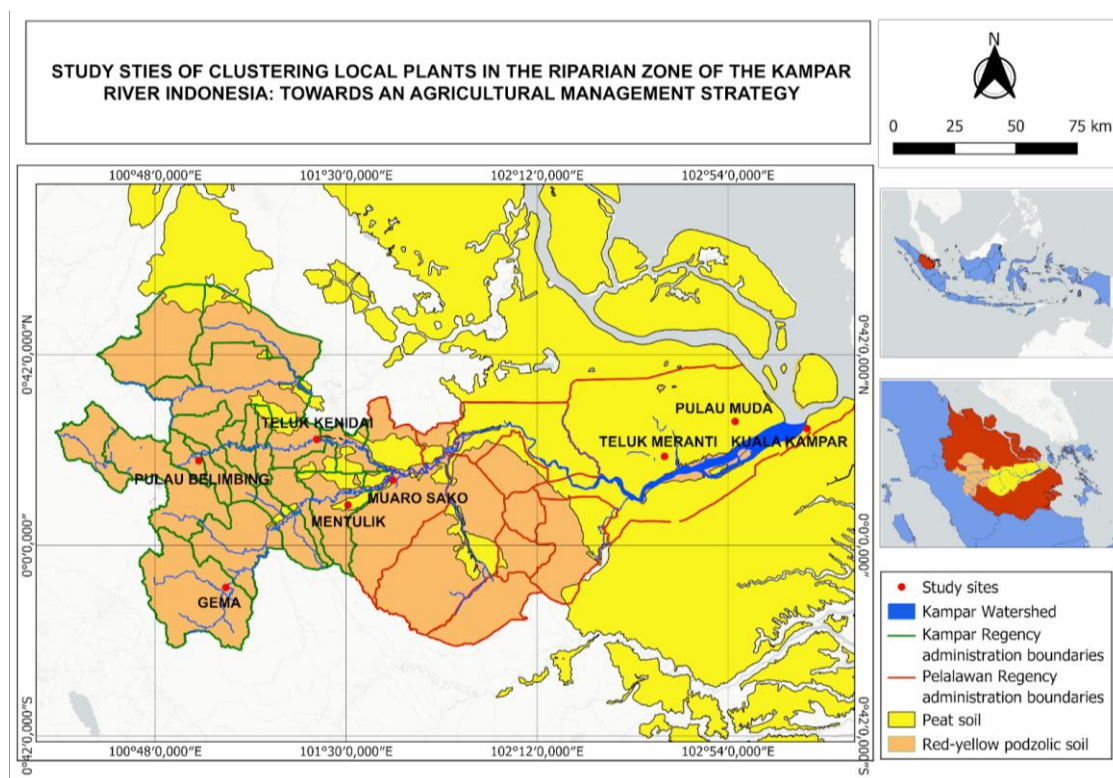 STUDY STIES OF CLUSTERING LOCAL PLANTS IN THE RIPARIAN ZONE OF THE KAMPAR
RIVER INDONESIA: TOWARDS AN AGRICULTURAL MANAGEMENT STRATEGY
N
0 25 50 75 km
100°48'0,000"E 101°30'0,000"E 102°12'0,000"E 102°54'0,000"E
0°42'0,000"N 0°42'0,000"N
PULAU MUDA
TELUK KENIDAI
TELUK MERANTI KUALA KAMPAR
PULAU BELIMBING
MUARO SAKO
MENTULIK
0°0'0,000" 0°0'0,000"
GEMA
0°42'0,000"S 0°42'0,000"S
100°48'0,000"E 101°30'0,000"E 102°12'0,000"E 102°54'0,000"E
Study sites
Kampar Watershed
Kampar Regency
administration boundaries
Pelalawan Regency
administration boundaries
Peat soil
Red-yellow podzolic soil